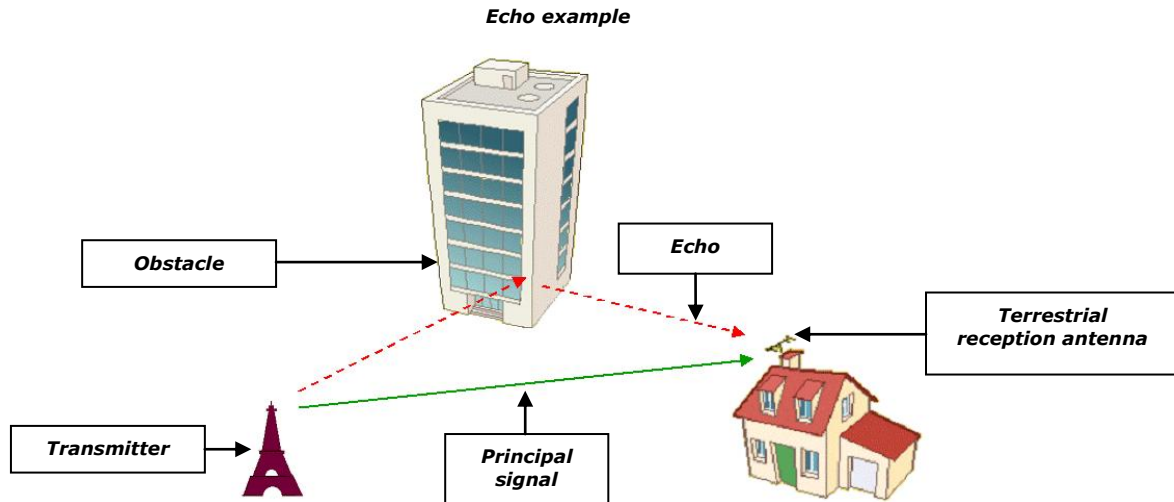 Echo example
Obstacle
Echo
Terrestrial
reception antenna
Transmitter
Principal
signal